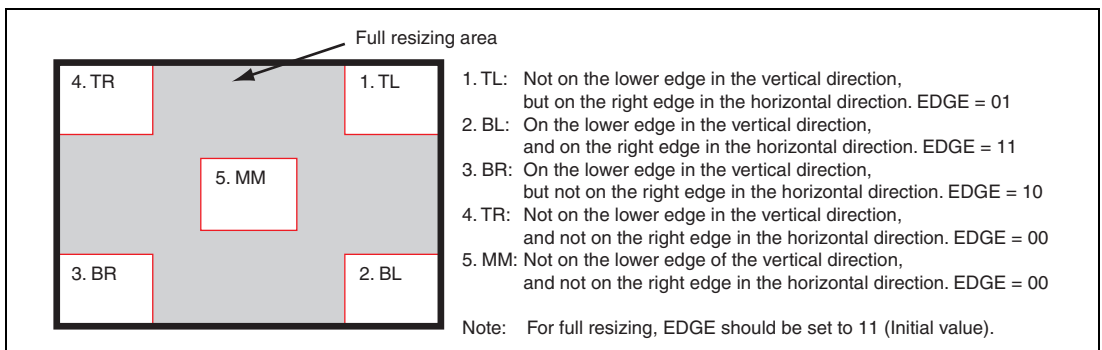 Full resizing area
4. TR
1. TL
5. MM
3. BR
2. BL
1. TL: Not on the lower edge in the vertical direction,
but on the right edge in the horizontal direction. EDGE = 01
2. BL: On the lower edge in the vertical direction,
and on the right edge in the horizontal direction. EDGE = 11
3. BR: On the lower edge in the vertical direction,
but not on the right edge in the horizontal direction. EDGE = 10
4. TR: Not on the lower edge in the vertical direction,
and not on the right edge in the horizontal direction. EDGE = 00
5. MM: Not on the lower edge of the vertical direction,
and not on the right edge in the horizontal direction. EDGE = 00
Note: For full resizing, EDGE should be set to 11 (Initial value).